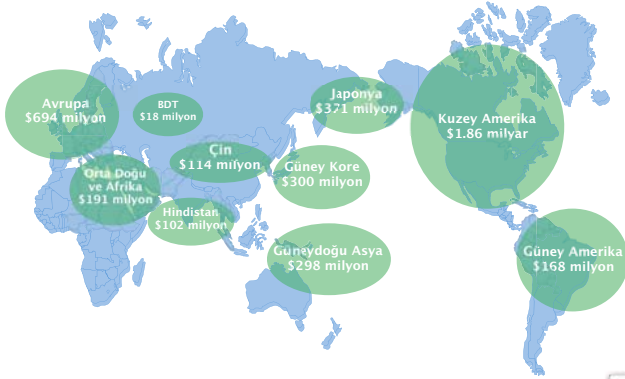 Avrupa
$694 milyon
BDT
$18 milyon
Japonya
$371 milyon
Kuzey Amerika
$1.86 milyar
Çin
$114 milyon
Güney Kore
$300 milyon
Orta Doğu
ve Afrika
$191 milyon
Hindistan
$102 milyon
Güneydoğu Asya
$298 milyon
Güney Amerika
$168 milyon